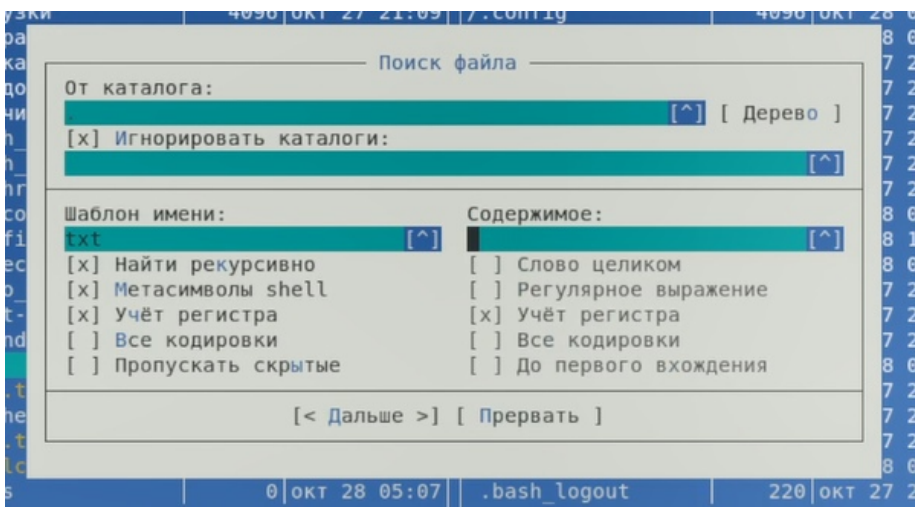 4096 окт 27 21:09 /.config 4096 окт 28
Поиск файла
От каталога:
. [^] [ Дерево ]
[x] Игнорировать каталоги:
[^]
Шаблон имени: Содержимое:
txt [^] [^]
[x] Найти рекурсивно [ ] Слово целиком
[x] Метасимволы shell [ ] Регулярное выражение
[x] Учёт регистра [x] Учёт регистра
[ ] Все кодировки [ ] Все кодировки
[ ] Пропускать скрытые [ ] До первого вхождения
[< Дальше >] [ Прервать ]
0 окт 28 05:07 .bash_logout 220 окт 27